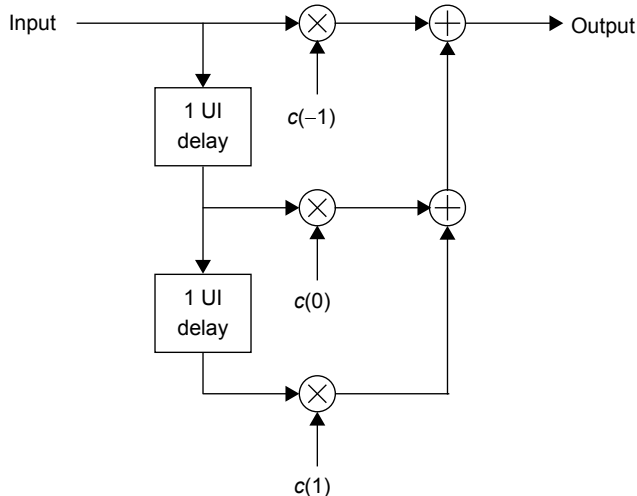 Input
Output
1 UI
delay
c(−1)
1 UI
delay
c(0)
c(1)